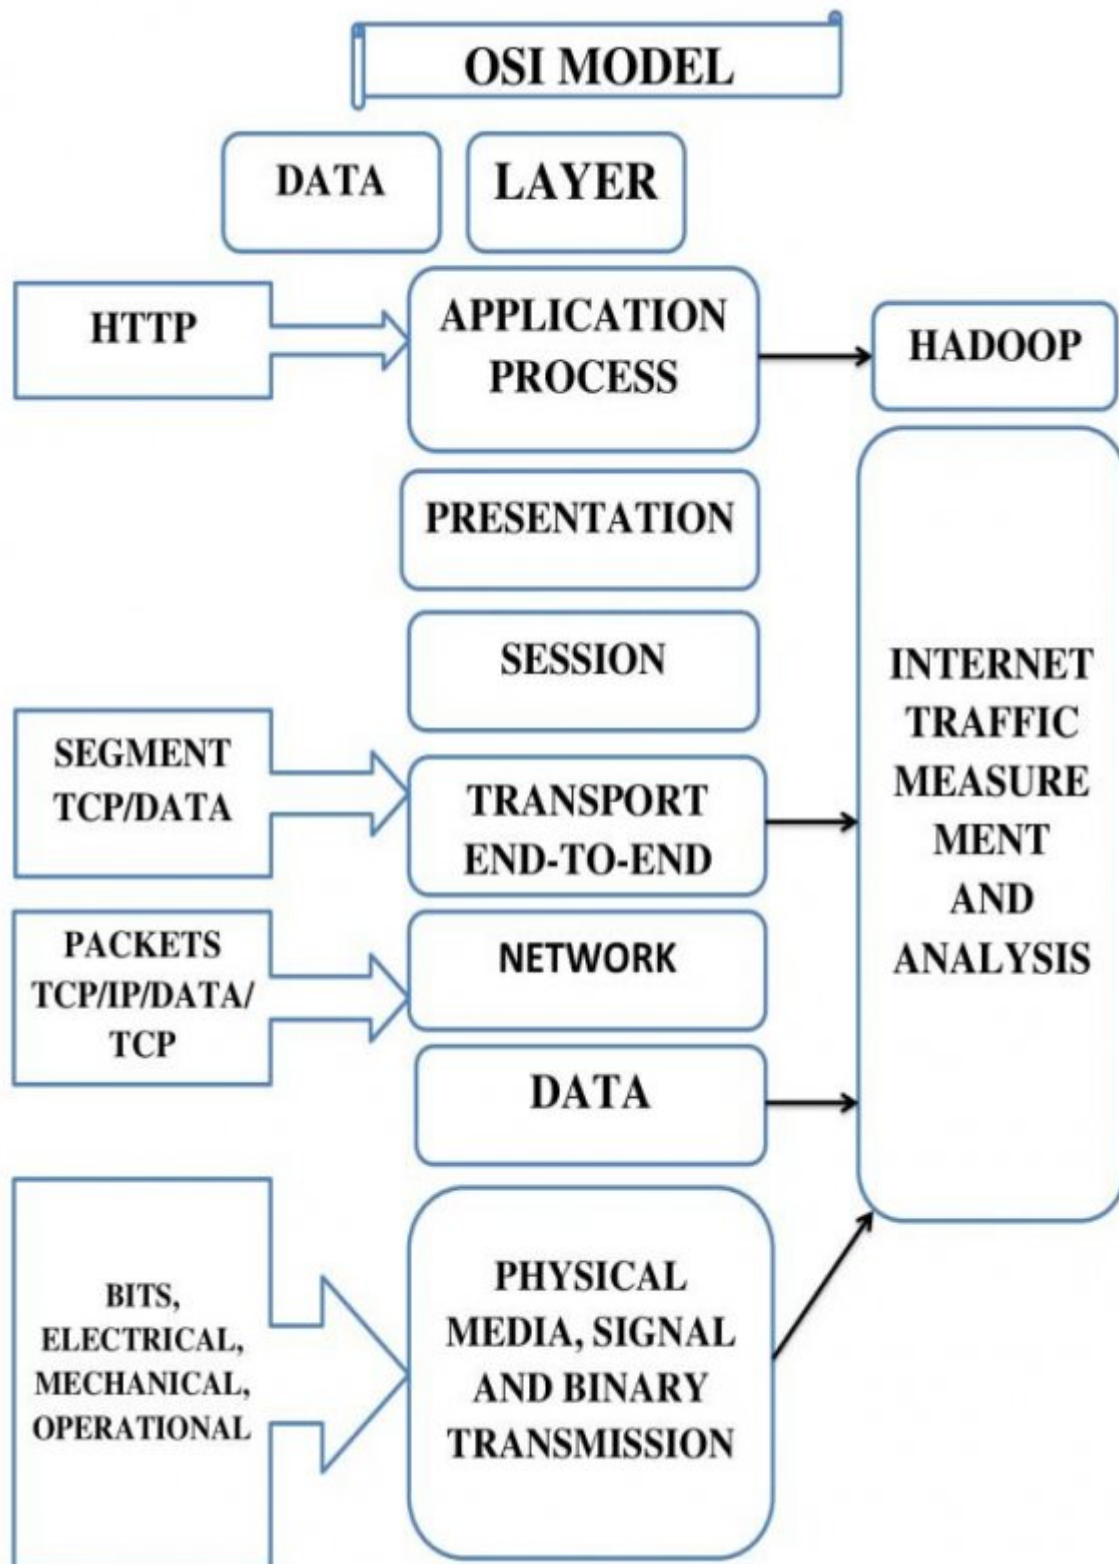 OSI MODEL
DATA
LAYER
HTTP
APPLICATION
PROCESS
HADOOP
PRESENTATION
SESSION
SEGMENT
TCP/DATA
TRANSPORT
END-TO-END
INTERNET
TRAFFIC
MEASURE
MENT
AND
ANALYSIS
PACKETS
TCP/IP/DATA/
TCP
NETWORK
DATA
BITS,
ELECTRICAL,
MECHANICAL,
OPERATIONAL
PHYSICAL
MEDIA, SIGNAL
AND BINARY
TRANSMISSION